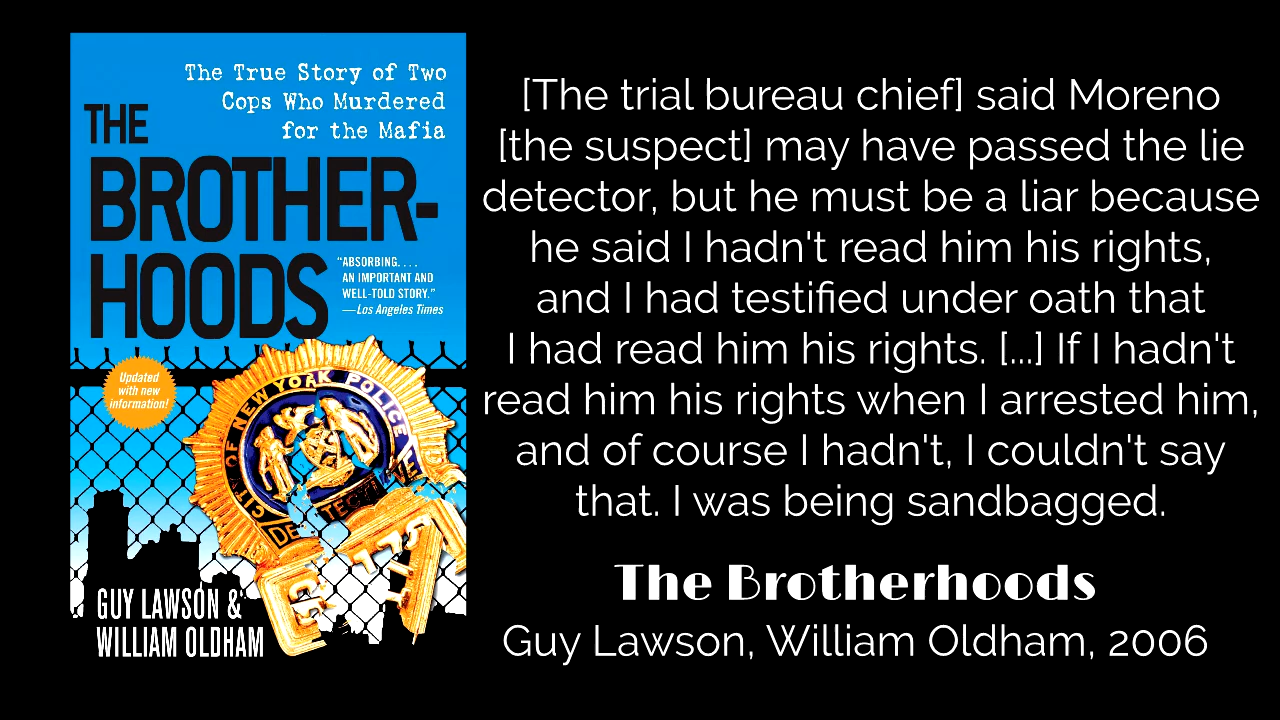 The True Story of Two
Cops Who Murdered
for the Mafia
THE
BROTHER-
HOODS
"ABSORBING. . . .
AN IMPORTANT AND
WELL-TOLD STORY."
—Los Angeles Times
Updated
with new
information!
CITY OF NEW YORK POLICE
DETECTIVE
GUY LAWSON &
WILLIAM OLDHAM
[The trial bureau chief] said Moreno
[the suspect] may have passed the lie
detector, but he must be a liar because
he said I hadn't read him his rights,
and I had testified under oath that
I had read him his rights. [...] If I hadn't
read him his rights when I arrested him,
and of course I hadn't, I couldn't say
that. I was being sandbagged.
The Brotherhoods
Guy Lawson, William Oldham, 2006